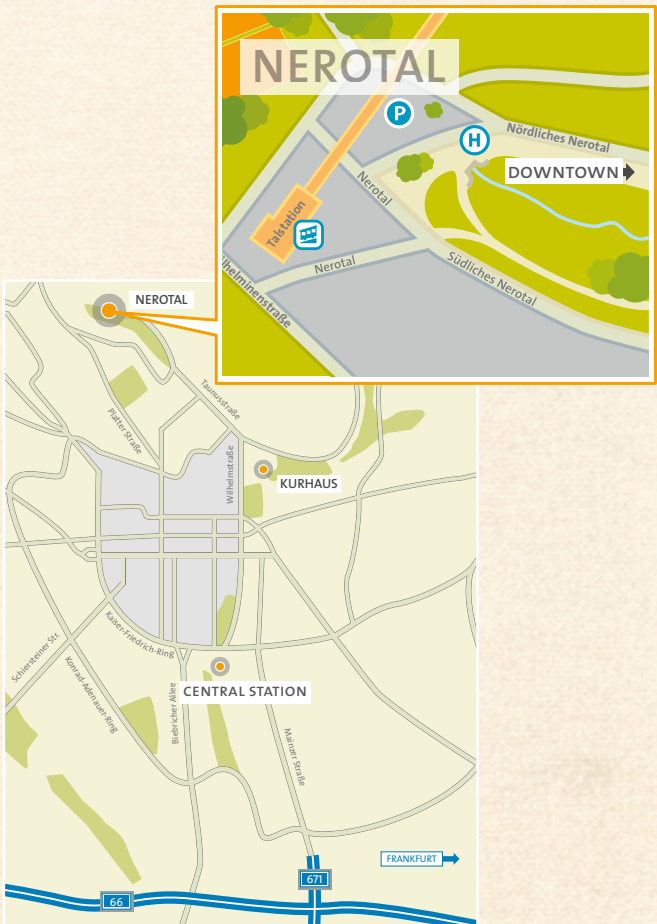 NEROTAL
P
H
Nördliches Nerotal
DOWNTOWN
Nerotal
Talstation
Nerotal
Südliches Nerotal
lhelminenstraße
NEROTAL
Taunusstraße
Platter Straße
Wilhelmstraße
KURHAUS
Kaiser-Friedrich-Ring
Schiersteiner Str.
Konrad-Adenauer-Ring
Biebricher Allee
CENTRAL STATION
Mainzer Straße
FRANKFURT
671
66